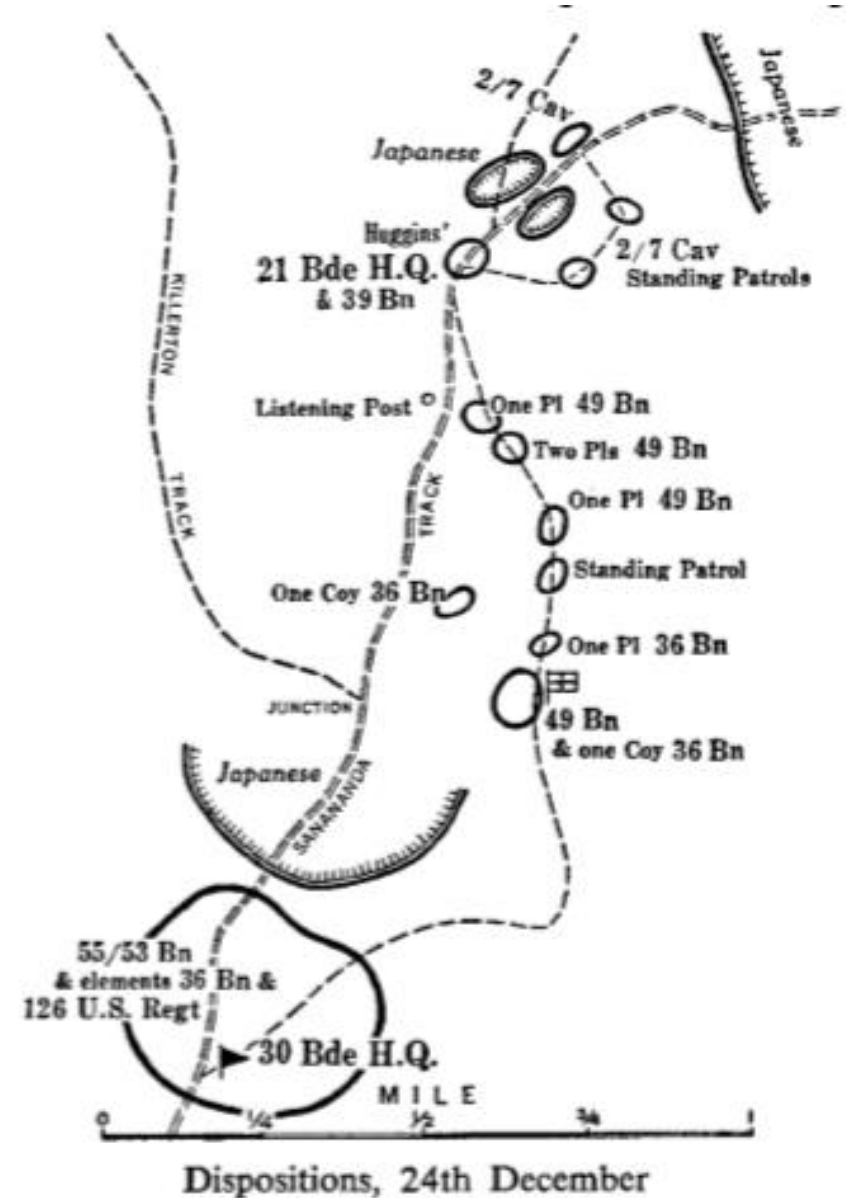 2/7 Cav
Japanese
Japanese
Huggins'
21 Bde H.Q.
& 39 Bn
2/7 Cav
Standing Patrols
KILLERTON
TRACK
Listening Post
One Pl 49 Bn
Two Pls 49 Bn
One Pl 49 Bn
TRACK
Standing Patrol
One Coy 36 Bn
One Pl 36 Bn
JUNCTION
49 Bn
& one Coy 36 Bn
Japanese
SANANANDA
55/53 Bn
& elements 36 Bn &
126 U.S. Regt
30 Bde H.Q.
MILE
0 1/4 1/2 3/4 1
Dispositions, 24th December